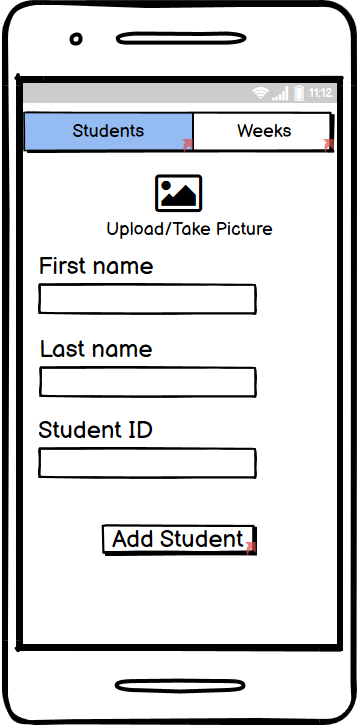 11:12
Students Weeks
Upload/Take Picture
First name
Last name
Student ID
Add Student